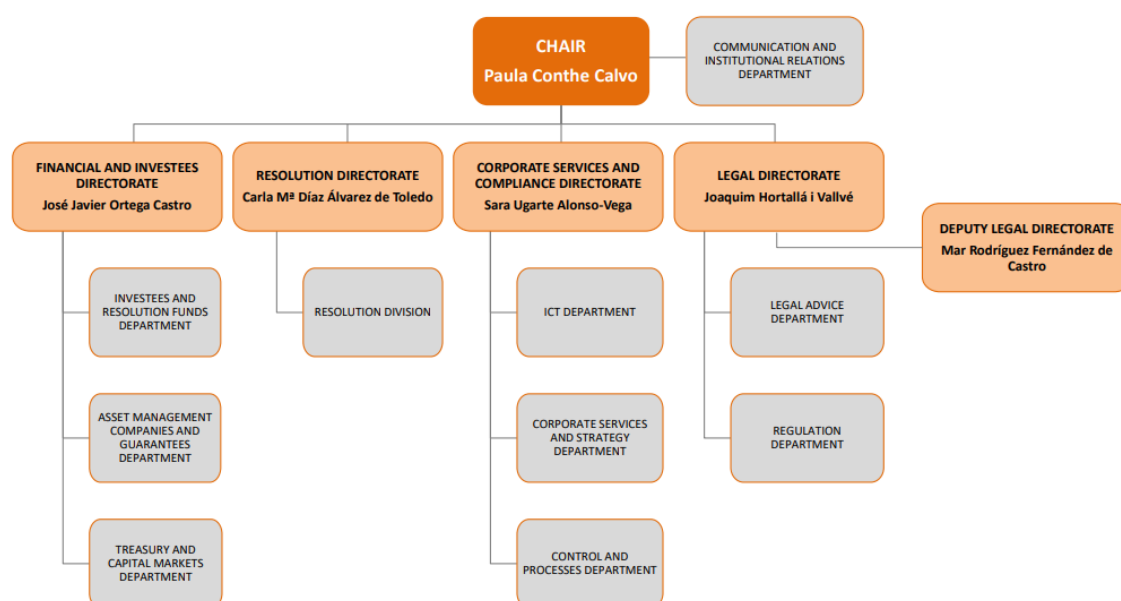 CHAIR
Paula Conthe Calvo
COMMUNICATION AND
INSTITUTIONAL RELATIONS
DEPARTMENT
FINANCIAL AND INVESTEES
DIRECTORATE
José Javier Ortega Castro
RESOLUTION DIRECTORATE
Carla Mª Díaz Álvarez de Toledo
CORPORATE SERVICES AND
COMPLIANCE DIRECTORATE
Sara Ugarte Alonso-Vega
LEGAL DIRECTORATE
Joaquim Hortallá i Vallvé
DEPUTY LEGAL DIRECTORATE
Mar Rodríguez Fernández de
Castro
INVESTEES AND
RESOLUTION FUNDS
DEPARTMENT
RESOLUTION DIVISION
ICT DEPARTMENT
LEGAL ADVICE
DEPARTMENT
ASSET MANAGEMENT
COMPANIES AND
GUARANTEES
DEPARTMENT
CORPORATE SERVICES
AND STRATEGY
DEPARTMENT
REGULATION
DEPARTMENT
TREASURY AND
CAPITAL MARKETS
DEPARTMENT
CONTROL AND
PROCESSES DEPARTMENT